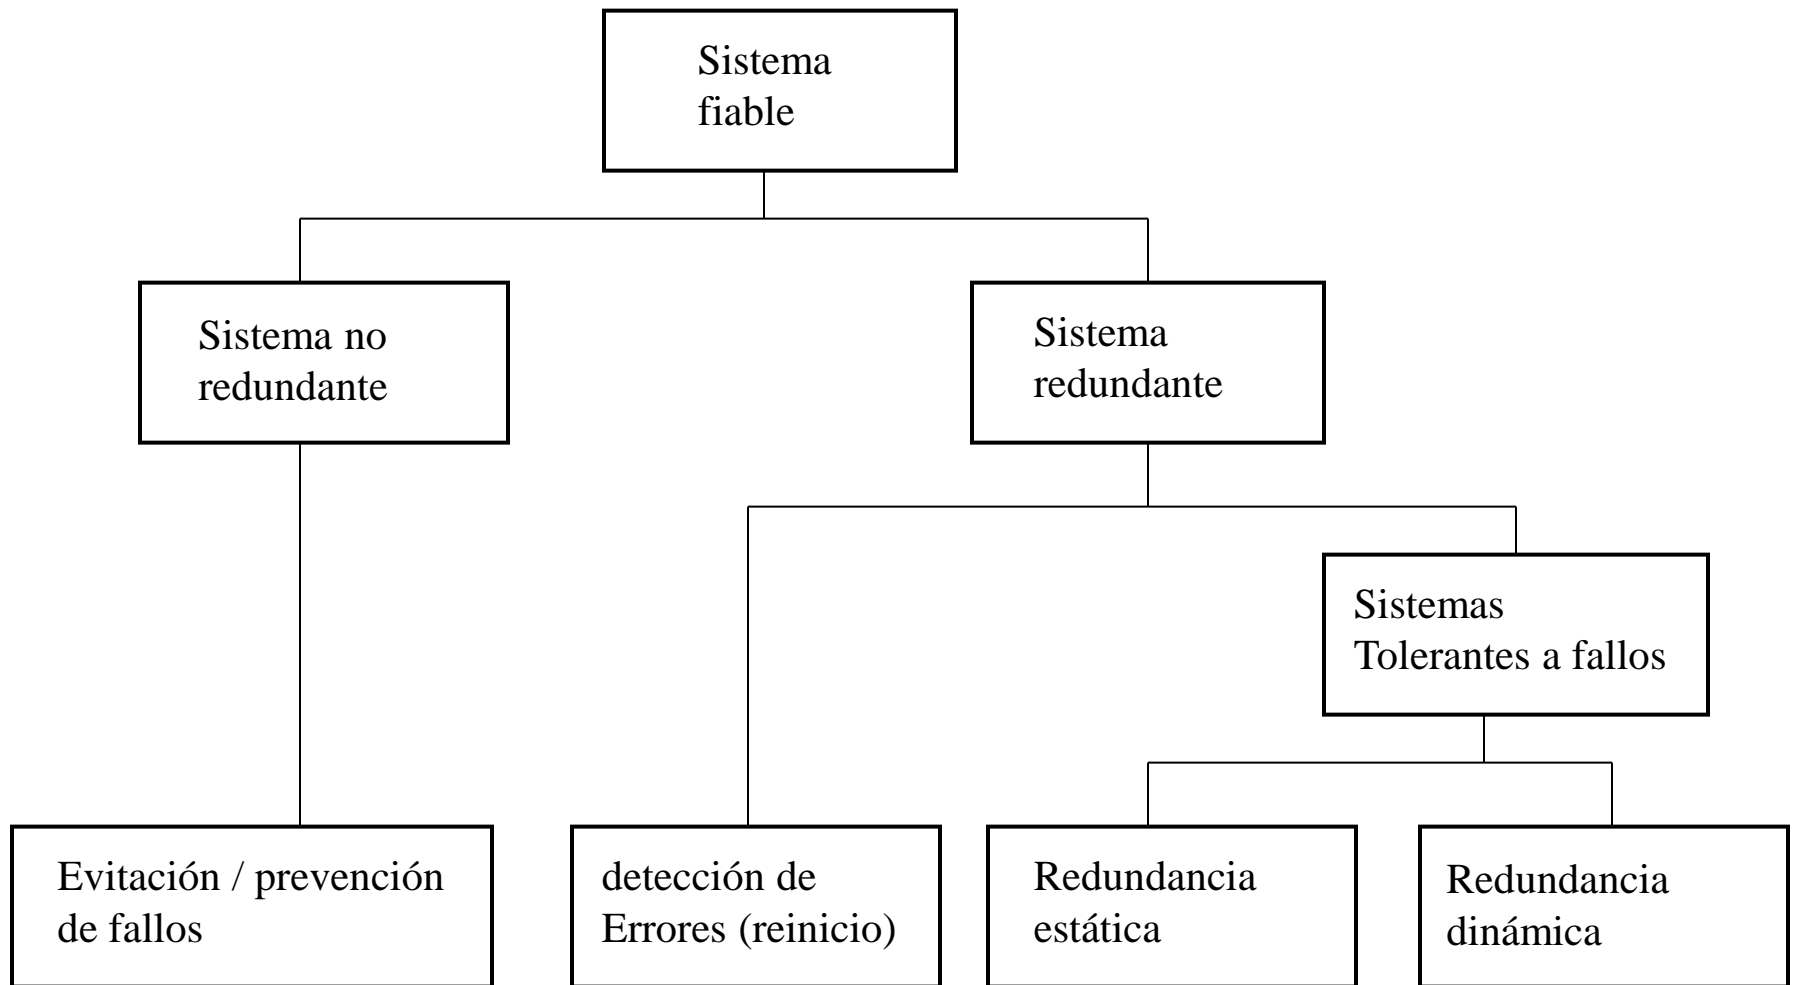 Sistema
fiable
Sistema no
redundante
Sistema
redundante
Sistemas
Tolerantes a fallos
Evitación / prevención
de fallos
detección de
Errores (reinicio)
Redundancia
estática
Redundancia
dinámica